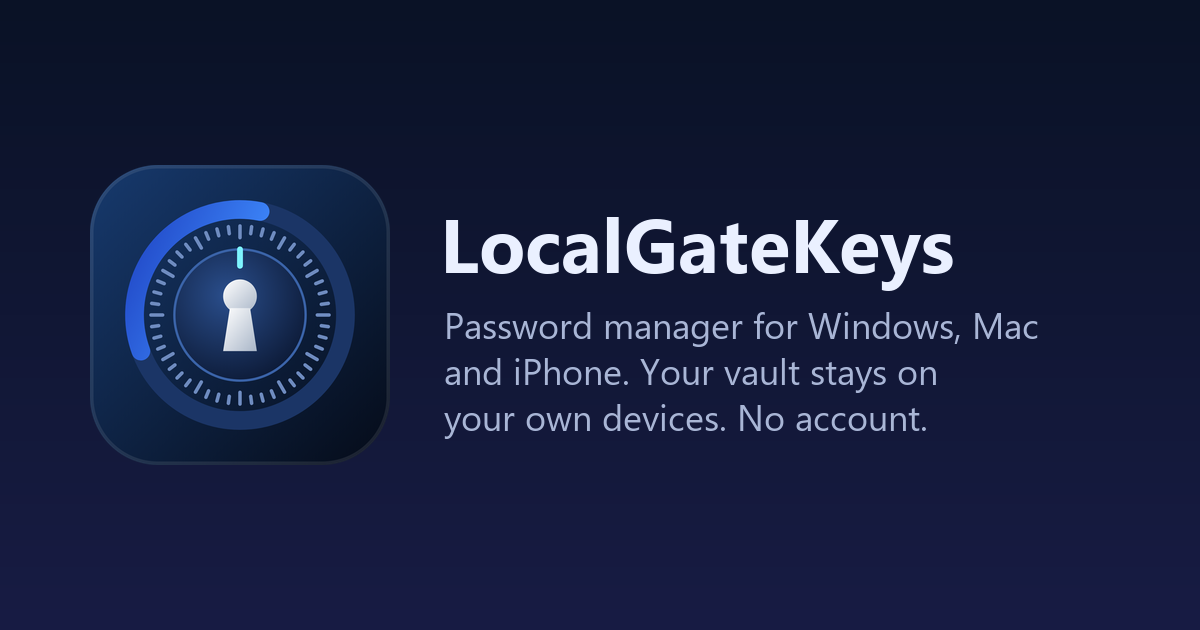 LocalGateKeys
Password manager for Windows, Mac
and iPhone. Your vault stays on
your own devices. No account.